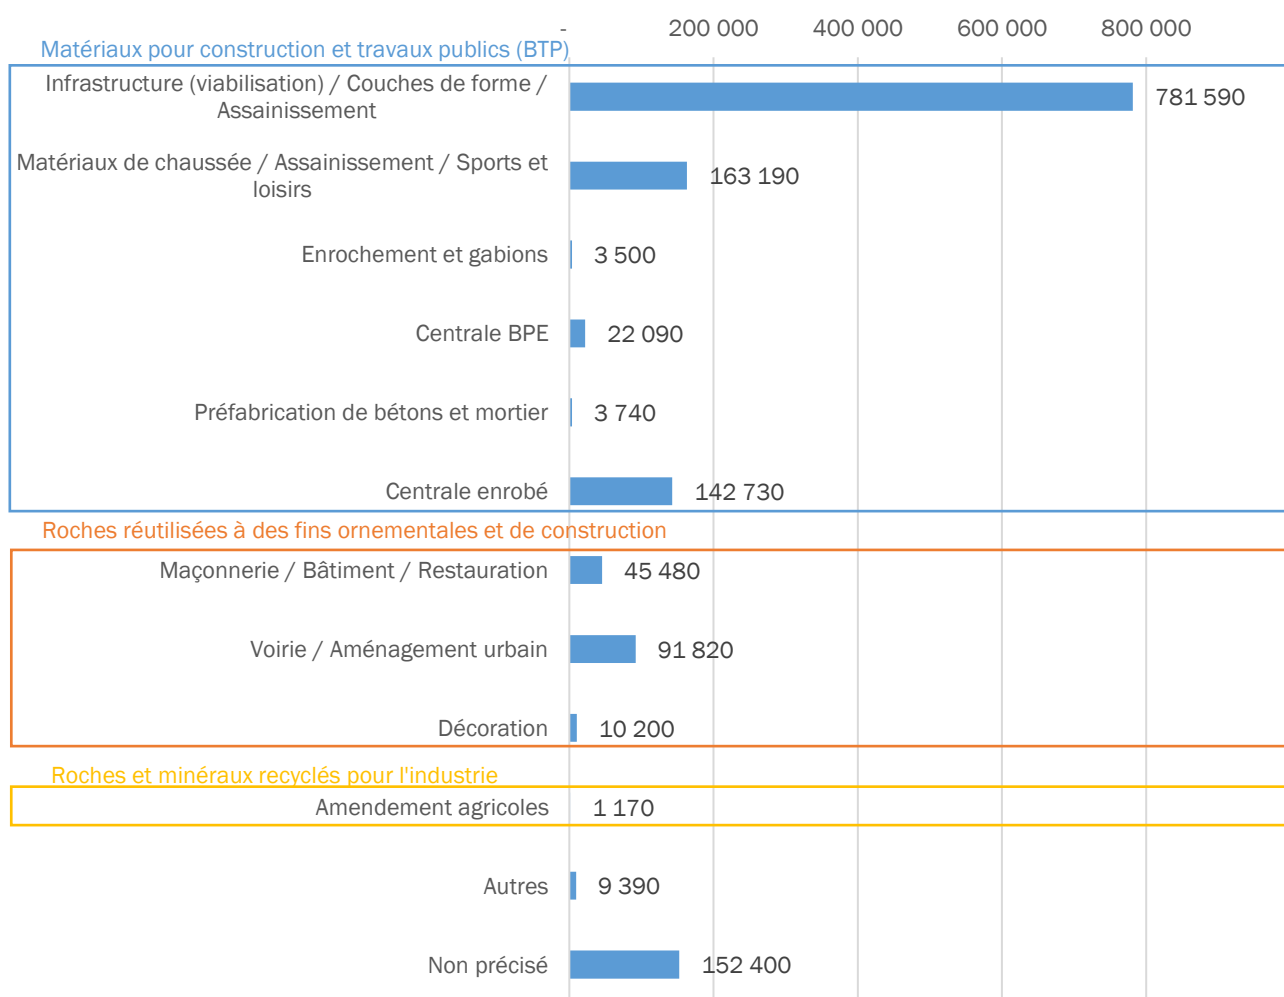 - 200 000 400 000 600 000 800 000
Matériaux pour construction et travaux publics (BTP)
Infrastructure (viabilisation) / Couches de forme /
Assainissement
781 590
Matériaux de chaussée / Assainissement / Sports et
loisirs
163 190
Enrochement et gabions 3 500
Centrale BPE 22 090
Préfabrication de bétons et mortier 3 740
Centrale enrobé 142 730
Roches réutilisées à des fins ornementales et de construction
Maçonnerie / Bâtiment / Restauration 45 480
Voirie / Aménagement urbain 91 820
Décoration 10 200
Roches et minéraux recyclés pour l'industrie
Amendement agricoles 1 170
Autres 9 390
Non précisé 152 400